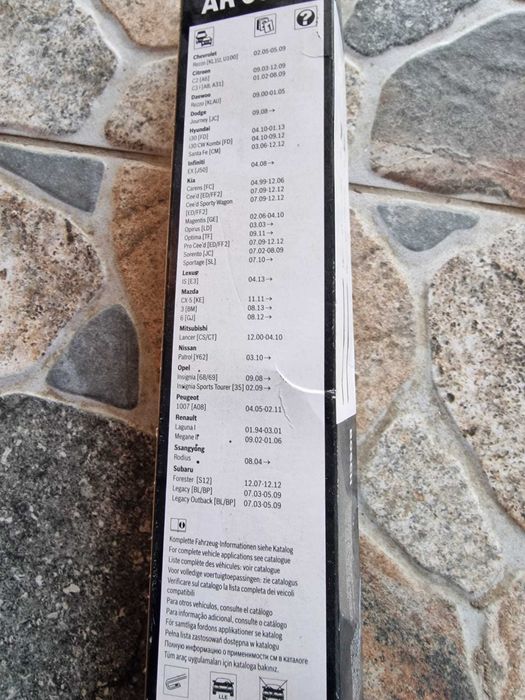 AR
Chevrolet
Rezzo [KL1U, U100] 02.05-05.09
Citroen
C2 [A6] 09.03-12.09
C3 I [A8, A31] 01.02-08.09
Daewoo
Rezzo [KLAU] 09.00-01.05
Dodge
Journey [JC] 09.08→
Hyundai
i30 [FD] 04.10-01.13
i30 CW Kombi [FD] 04.10-09.12
Santa Fe [CM] 03.06-12.12
Infiniti
EX [J50] 04.08→
Kia
Carens [FC] 04.99-12.06
Cee'd [ED/FF2] 07.09-12.12
Cee'd Sporty Wagon 07.09-12.12
[ED/FF2]
Magentis [GE] 02.06-04.10
Opirus [LD] 03.03→
Optima [TF] 09.11→
Pro Cee'd [ED/FF2] 07.09-12.12
Sorento [JC] 07.02-08.09
Sportage [SL] 07.10→
Lexus
IS [E3] 04.13→
Mazda
CX-5 [KE] 11.11→
3 [BM] 08.13→
6 [GJ] 08.12→
Mitsubishi
Lancer [CS/CT] 12.00-04.10
Nissan
Patrol [Y62] 03.10→
Opel
Insignia [68/69] 09.08→
Insignia Sports Tourer [35] 02.09→
Peugeot
1007 [A08] 04.05-02.11
Renault
Laguna I 01.94-03.01
Megane II 09.02-01.06
Ssangyong
Rodius 08.04→
Subaru
Forester [S12] 12.07-12.12
Legacy [BL/BP] 07.03-05.09
Legacy Outback [BL/BP] 07.03-05.09
Komplette Fahrzeug-Informationen siehe Katalog
For complete vehicle applications see catalogue
Liste complète des véhicules: voir catalogue
Voor volledige voertuigtoepassingen: zie catalogus
Verificare sul catalogo la lista completa dei veicoli
compatibili
Para otros vehículos, consulte el catálogo
Para informação adicional, consulte o catálogo
För samtliga fordons applikationer se katalog
Pełna lista zastosowań dostępna w katalogu
Полную информацию о применимости см в каталоге
Tüm araç uygulamaları için kataloga bakınız.
LLE